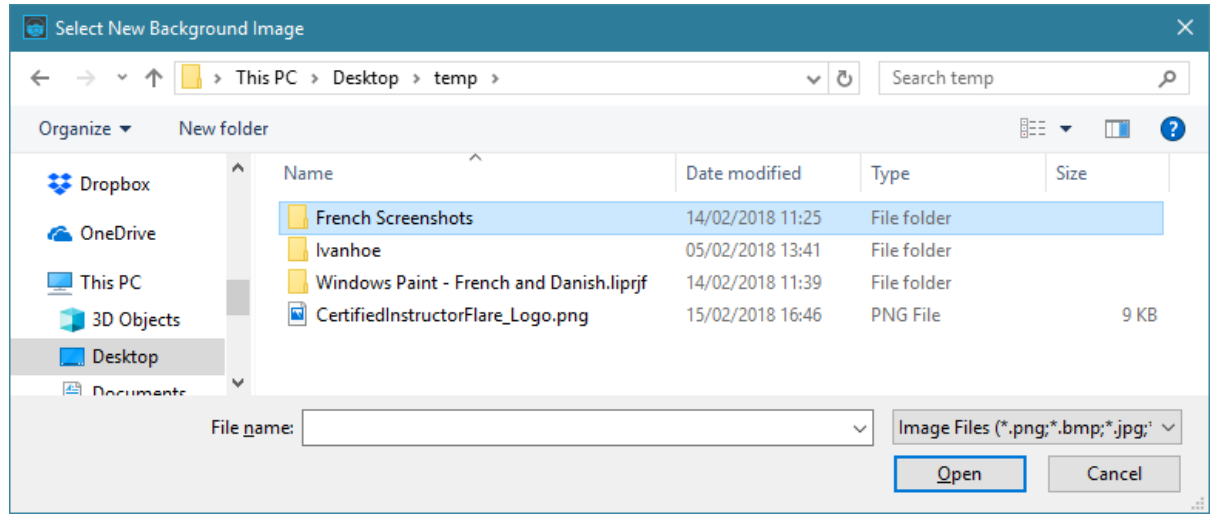 Select New Background Image
This PC > Desktop > temp >
Search temp
Organize
New folder
?
Name Date modified Type Size
Dropbox
OneDrive
This PC
3D Objects
Desktop
Documents
French Screenshots 14/02/2018 11:25 File folder
Ivanhoe 05/02/2018 13:41 File folder
Windows Paint - French and Danish.liprjf 14/02/2018 11:39 File folder
CertifiedInstructorFlare_Logo.png 15/02/2018 16:46 PNG File 9 KB
File name:
Image Files (*.png;*.bmp;*.jpg;
Open Cancel